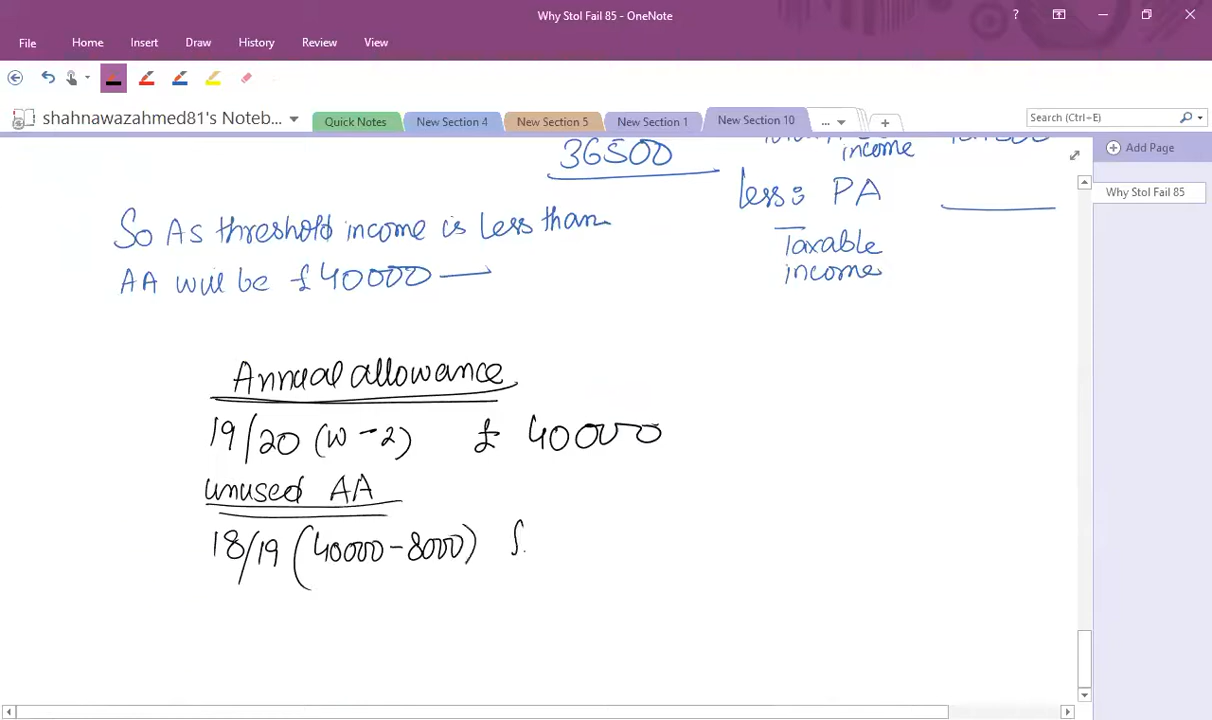 Why Stol Fail 85 - OneNote
?
File Home Insert Draw History Review View
shahnawazahmed81's Noteb... Quick Notes New Section 4 New Section 5 New Section 1 New Section 10 ... Search (Ctrl+E)
Add Page
Why Stol Fail 85
income
36500
less: PA
So As threshold income is less than
Taxable
income
AA will be £40000
Annual allowance
19/20 (W-2) £ 40000
unused AA
18/19 (40000-8000)